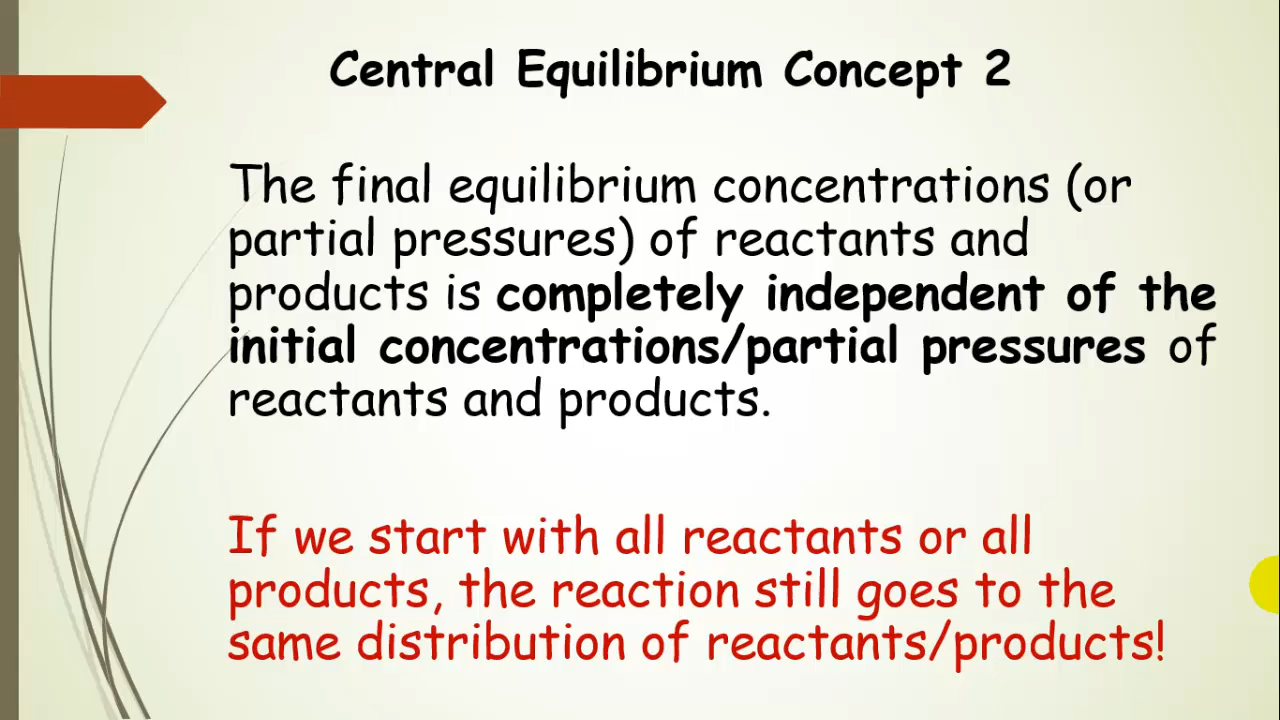 Central Equilibrium Concept 2
The final equilibrium concentrations (or
partial pressures) of reactants and
products is completely independent of the
initial concentrations/partial pressures of
reactants and products.
If we start with all reactants or all
products, the reaction still goes to the
same distribution of reactants/products!